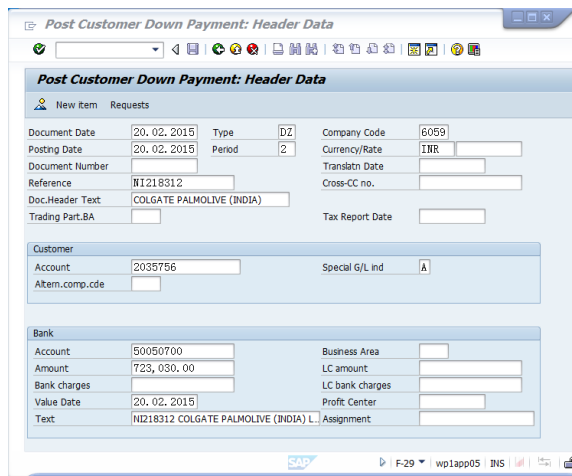 Post Customer Down Payment: Header Data
Post Customer Down Payment: Header Data
New item Requests
Document Date 20.02.2015 Type DZ Company Code 6059
Posting Date 20.02.2015 Period 2 Currency/Rate INR
Document Number Translatn Date
Reference NI218312 Cross-CC no.
Doc.Header Text COLGATE PALMOLIVE (INDIA)
Trading Part.BA Tax Report Date
Customer
Account 2035756 Special G/L ind A
Altern.comp.cde
Bank
Account 50050700 Business Area
Amount 723,030.00 LC amount
Bank charges LC bank charges
Value Date 20.02.2015 Profit Center
Text NI218312 COLGATE PALMOLIVE (INDIA) L.. Assignment
SAP F-29 wp1app05 INS